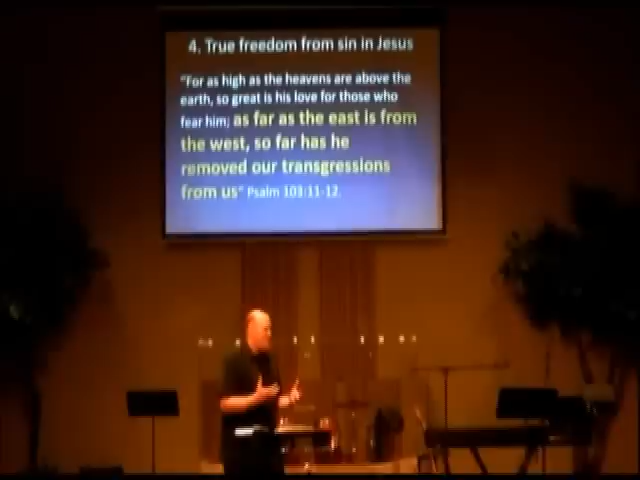 4. True freedom from sin in Jesus
"For as high as the heavens are above the
earth, so great is his love for those who
fear him; as far as the east is from
the west, so far has he
removed our transgressions
from us" Psalm 103:11-12.